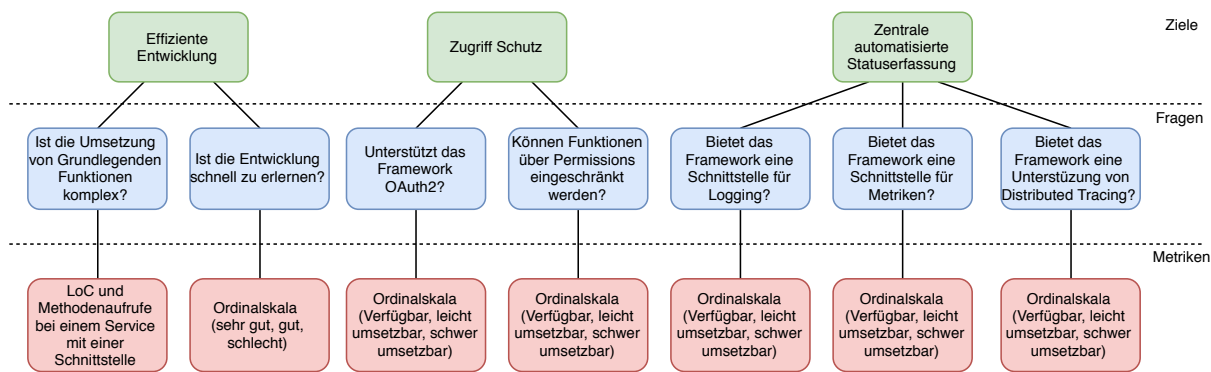 Effiziente
Entwicklung
Zugriff Schutz
Zentrale
automatisierte
Statuserfassung
Ziele
Fragen
Ist die Umsetzung
von Grundlegenden
Funktionen
komplex?
Ist die Entwicklung
schnell zu erlernen?
Unterstützt das
Framework
OAuth2?
Können Funktionen
über Permissions
eingeschränkt
werden?
Bietet das
Framework eine
Schnittstelle für
Logging?
Bietet das
Framework eine
Schnittstelle für
Metriken?
Bietet das
Framework eine
Unterstüzung von
Distributed Tracing?
Metriken
LoC und
Methodenaufrufe
bei einem Service
mit einer
Schnittstelle
Ordinalskala
(sehr gut, gut,
schlecht)
Ordinalskala
(Verfügbar, leicht
umsetzbar, schwer
umsetzbar)
Ordinalskala
(Verfügbar, leicht
umsetzbar, schwer
umsetzbar)
Ordinalskala
(Verfügbar, leicht
umsetzbar, schwer
umsetzbar)
Ordinalskala
(Verfügbar, leicht
umsetzbar, schwer
umsetzbar)
Ordinalskala
(Verfügbar, leicht
umsetzbar, schwer
umsetzbar)